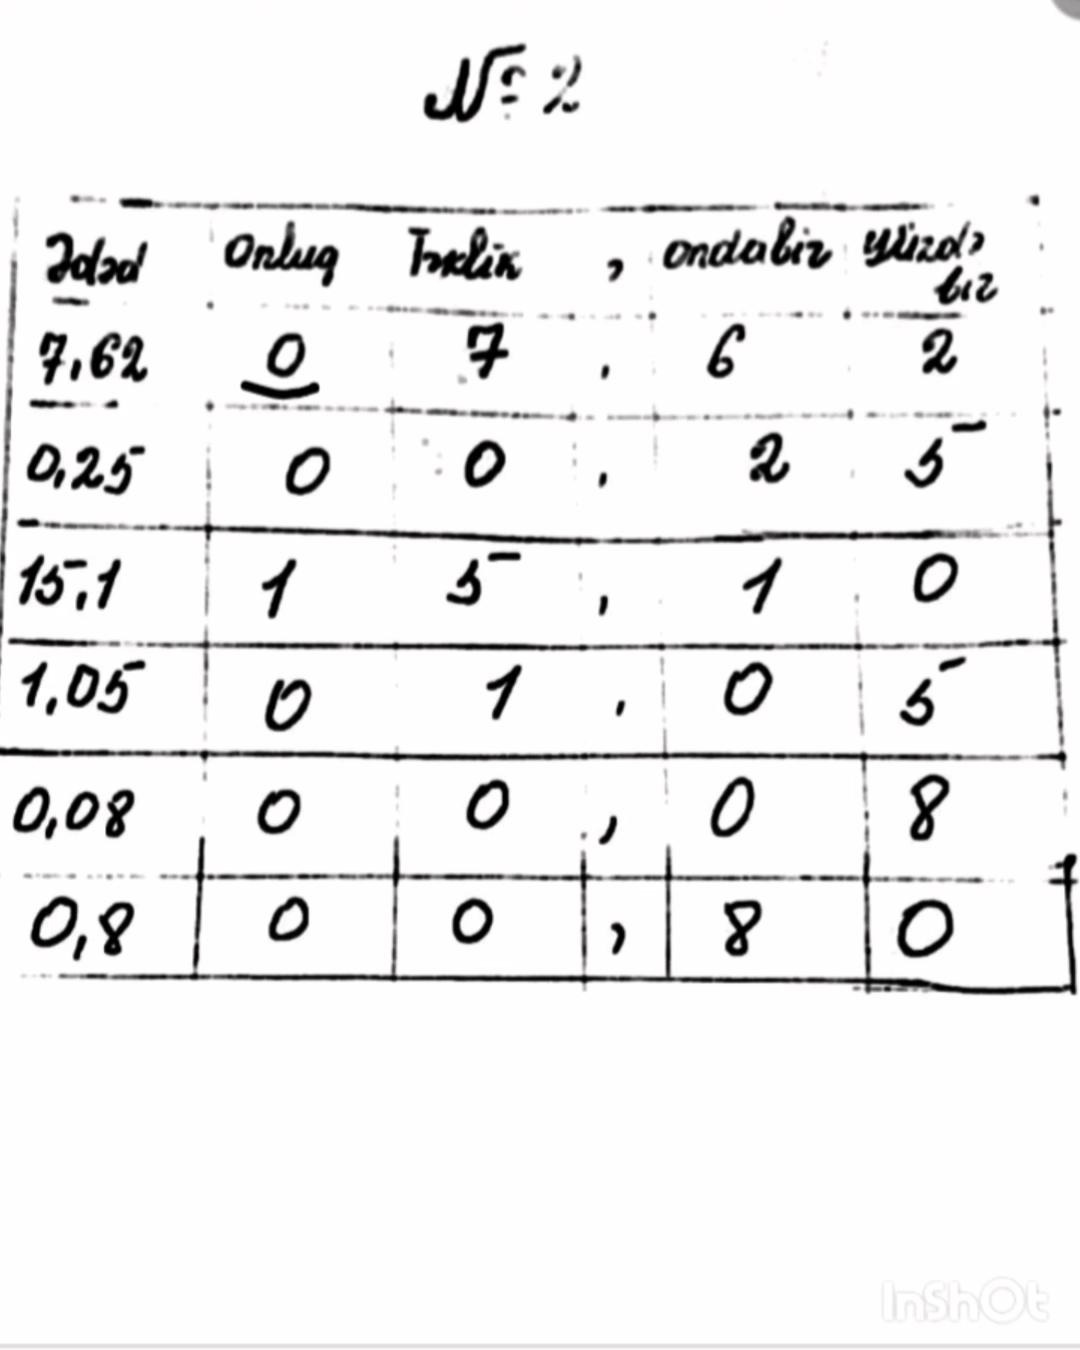 № 2
Ədəd Onluq Təklik , ondabir yüzdə
bir
7,62 0 7 , 6 2
0,25 0 0 , 2 5
15,1 1 5 , 1 0
1,05 0 1 , 0 5
0,08 0 0 , 0 8
0,8 0 0 , 8 0
InShOt